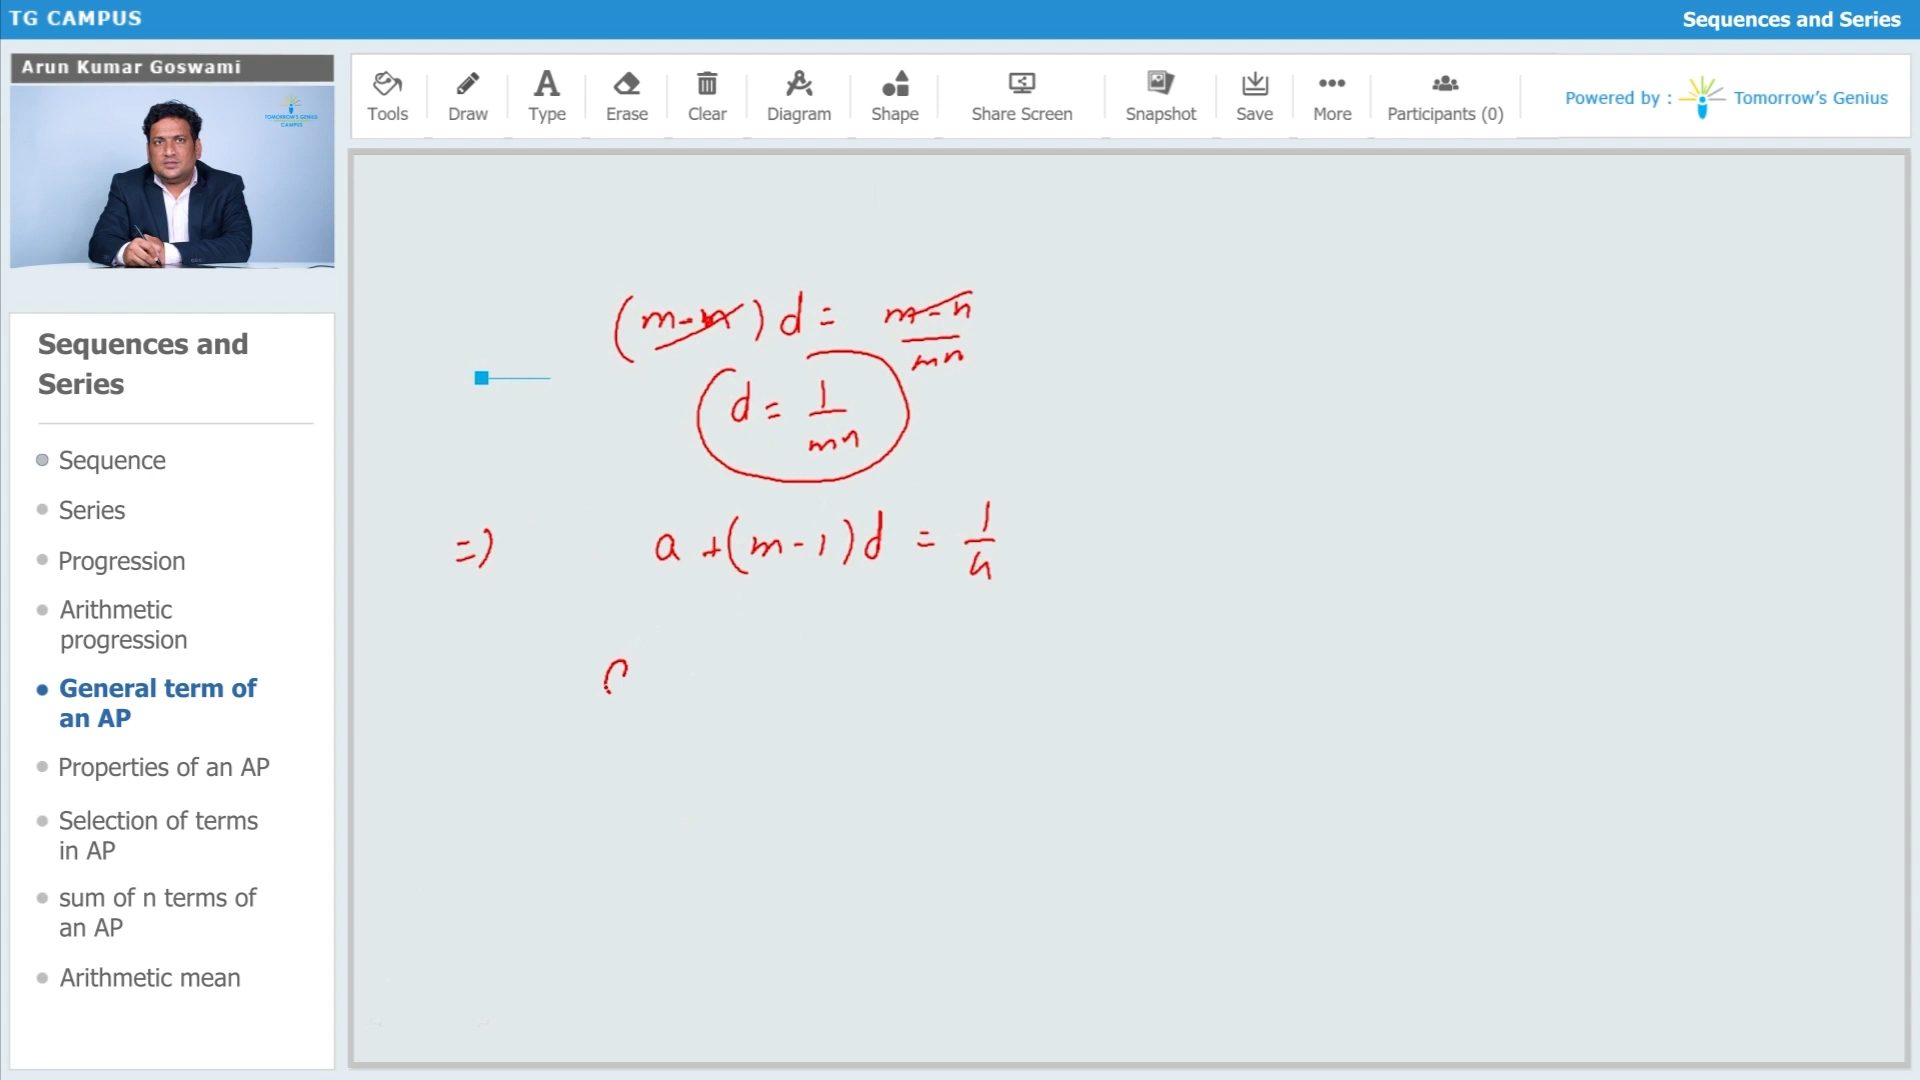 TG CAMPUS
Sequences and Series
Arun Kumar Goswami
TOMORROW'S GENIUS
CAMPUS
Tools
Draw
Type
Erase
Clear
Diagram
Shape
Share Screen
Snapshot
Save
More
Participants (0)
Powered by : Tomorrow's Genius
Sequences and
Series
Sequence
Series
Progression
Arithmetic
progression
General term of
an AP
Properties of an AP
Selection of terms
in AP
sum of n terms of
an AP
Arithmetic mean
(m-n) d = m-n
mn
d = 1
mn
=) a + (m-1) d = 1
n